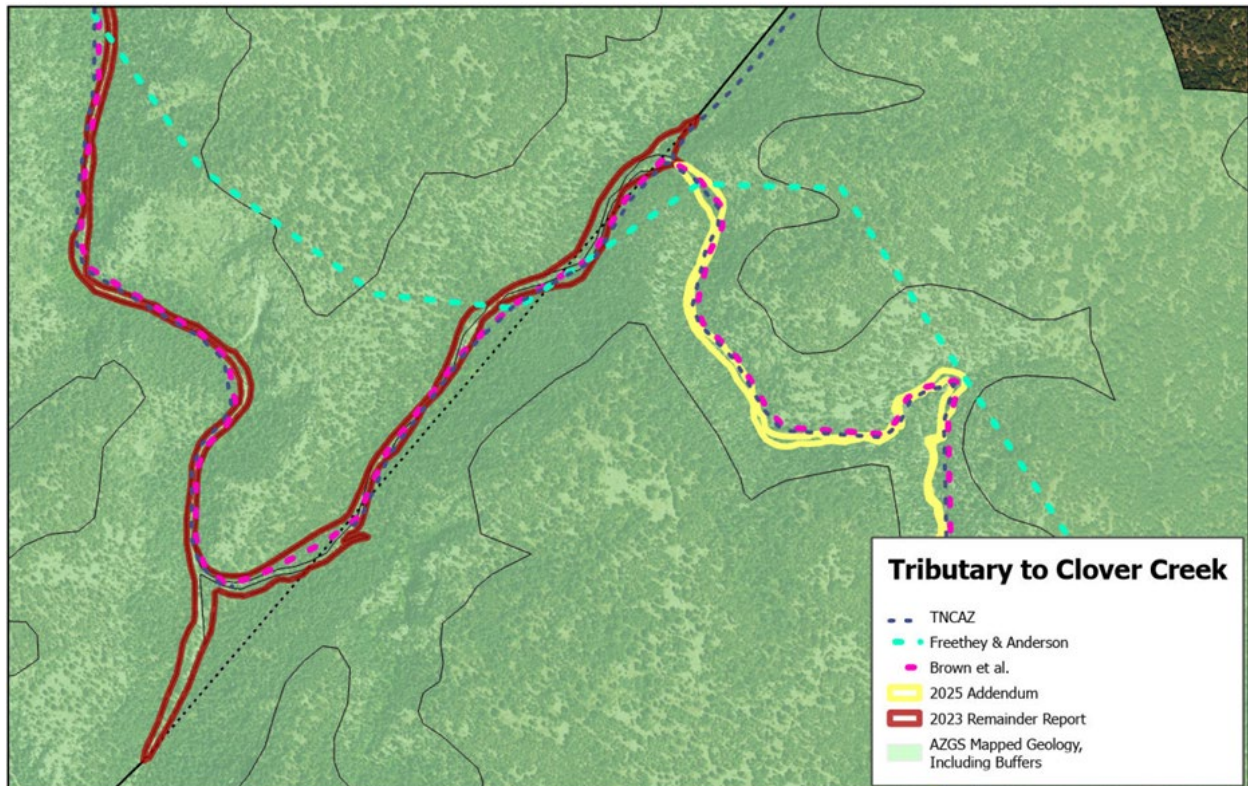 Tributary to Clover Creek
TNCAZ
Freethey & Anderson
Brown et al.
2025 Addendum
2023 Remainder Report
AZGS Mapped Geology,
Including Buffers